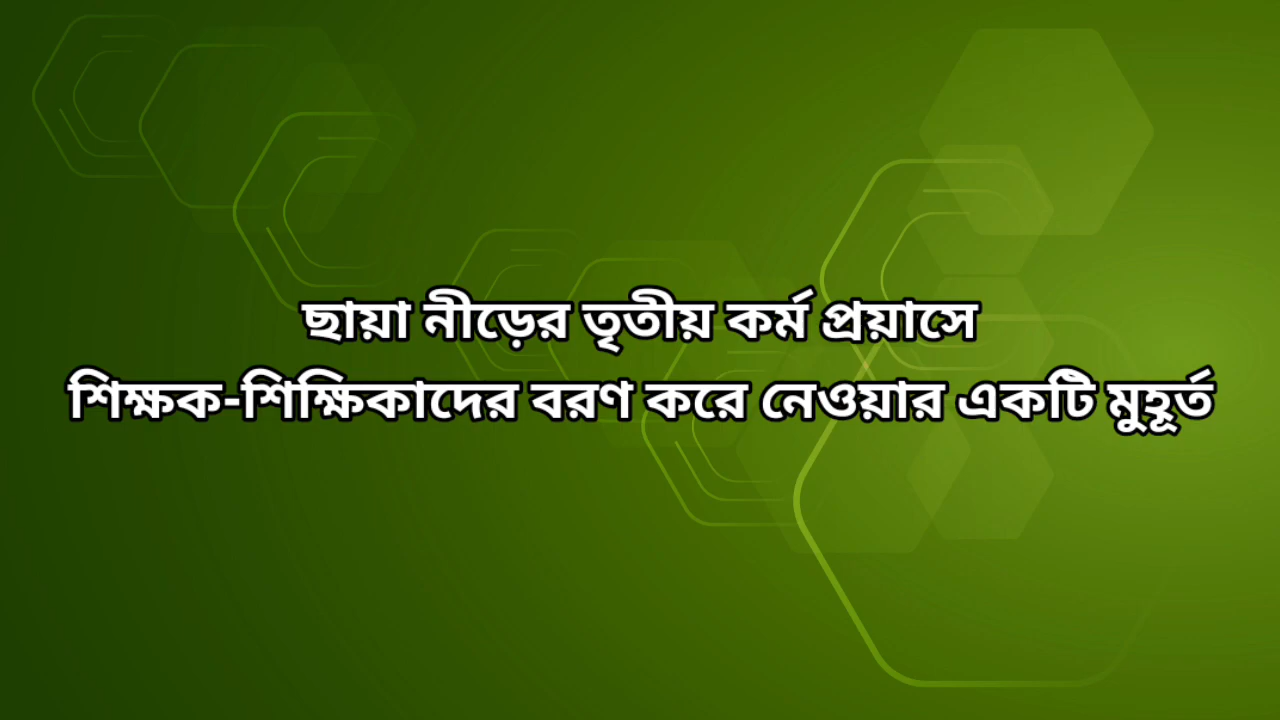 ছায়া নীড়ের তৃতীয় কর্ম প্রয়াসে
শিক্ষক-শিক্ষিকাদের বরণ করে নেওয়ার একটি মুহূর্ত